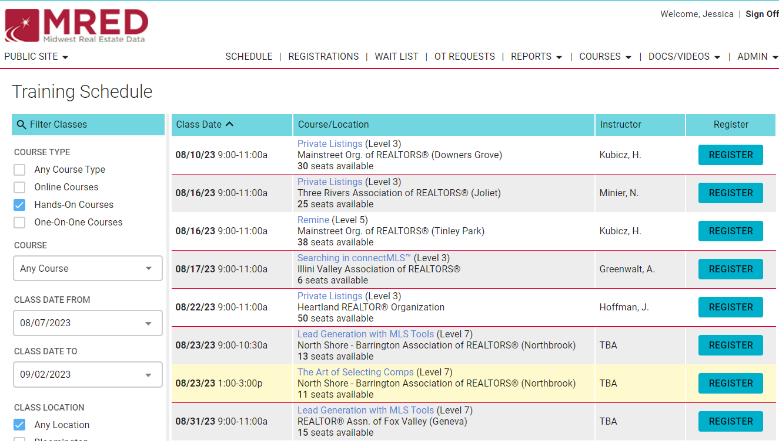 MRED
Midwest Real Estate Data
Welcome, Jessica | Sign Off
PUBLIC SITE
SCHEDULE | REGISTRATIONS | WAIT LIST | OT REQUESTS | REPORTS | COURSES | DOCS/VIDEOS | ADMIN
Training Schedule
Filter Classes
COURSE TYPE
Any Course Type
Online Courses
Hands-On Courses
One-On-One Courses
COURSE
Any Course
CLASS DATE FROM
08/07/2023
CLASS DATE TO
09/02/2023
CLASS LOCATION
Any Location
Class Date Course/Location Instructor Register
Private Listings (Level 3)
08/10/23 9:00-11:00a Mainstreet Org. of REALTORS® (Downers Grove) Kubicz, H. REGISTER
30 seats available
Private Listings (Level 3)
08/16/23 9:00-11:00a Three Rivers Association of REALTORS® (Joliet) Minier, N. REGISTER
25 seats available
Remine (Level 5)
08/16/23 9:00-11:00a Mainstreet Org. of REALTORS® (Tinley Park) Kubicz, H. REGISTER
38 seats available
Searching in connectMLS™ (Level 3)
08/17/23 9:00-11:00a Illini Valley Association of REALTORS® Greenwalt, A. REGISTER
6 seats available
Private Listings (Level 3)
08/22/23 9:00-11:00a Heartland REALTOR® Organization Hoffman, J. REGISTER
50 seats available
Lead Generation with MLS Tools (Level 7)
08/23/23 9:00-10:30a North Shore - Barrington Association of REALTORS® (Northbrook) TBA REGISTER
13 seats available
The Art of Selecting Comps (Level 7)
08/23/23 1:00-3:00p North Shore - Barrington Association of REALTORS® (Northbrook) TBA REGISTER
11 seats available
Lead Generation with MLS Tools (Level 7)
08/31/23 9:00-11:00a REALTOR® Assn. of Fox Valley (Geneva) TBA REGISTER
15 seats available